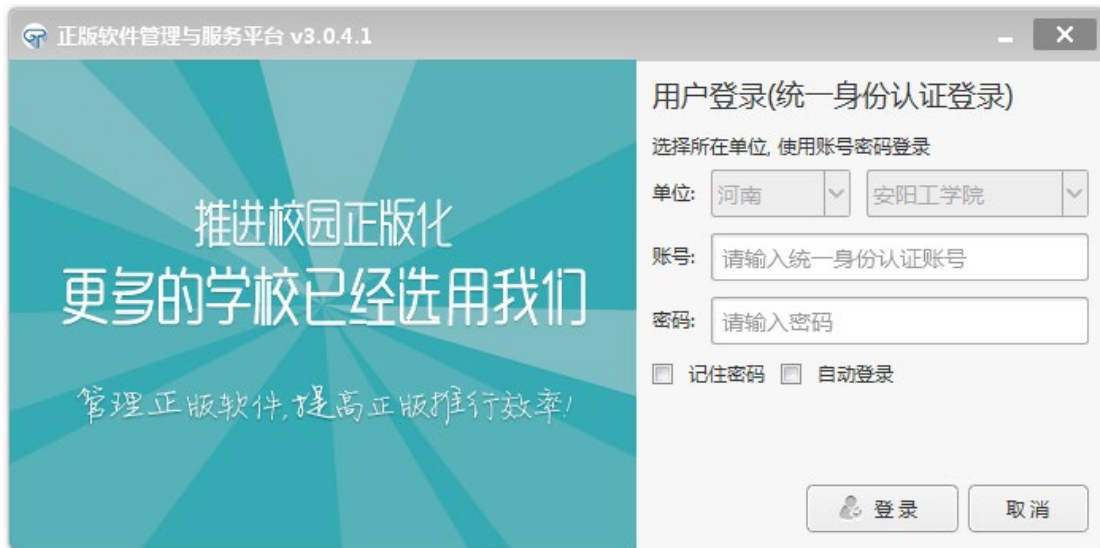 正版软件管理与服务平台 v3.0.4.1
推进校园正版化
更多的学校已经选用我们
管理正版软件,提高正版推行效率!
用户登录(统一身份认证登录)
选择所在单位, 使用账号密码登录
单位: 河南 安阳工学院
账号: 请输入统一身份认证账号
密码: 请输入密码
记住密码 自动登录
登录 取消